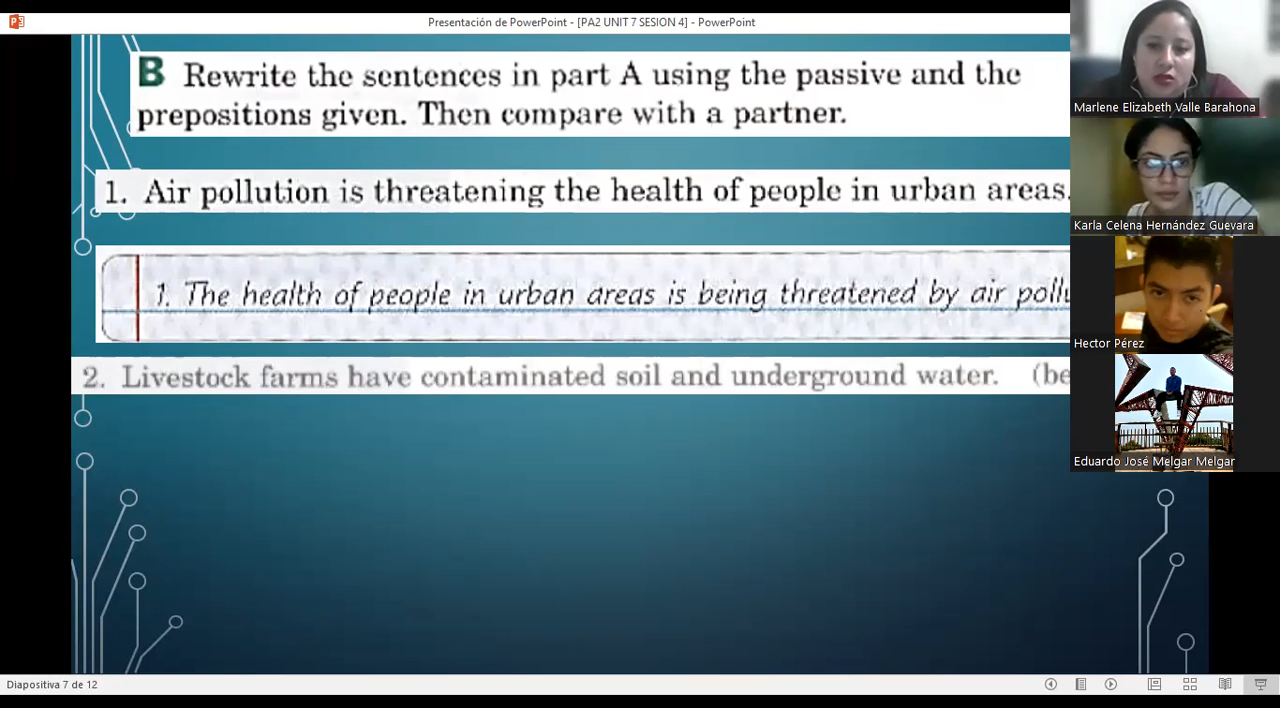 Presentación de PowerPoint - [PA2 UNIT 7 SESION 4] - PowerPoint
B Rewrite the sentences in part A using the passive and the
prepositions given. Then compare with a partner.
1. Air pollution is threatening the health of people in urban areas.
1. The health of people in urban areas is being threatened by air
2. Livestock farms have contaminated soil and underground water.
Marlene Elizabeth Valle Barahona
Karla Celena Hernández Guevara
Hector Pérez
Eduardo José Melgar Melgar
Diapositiva 7 de 12